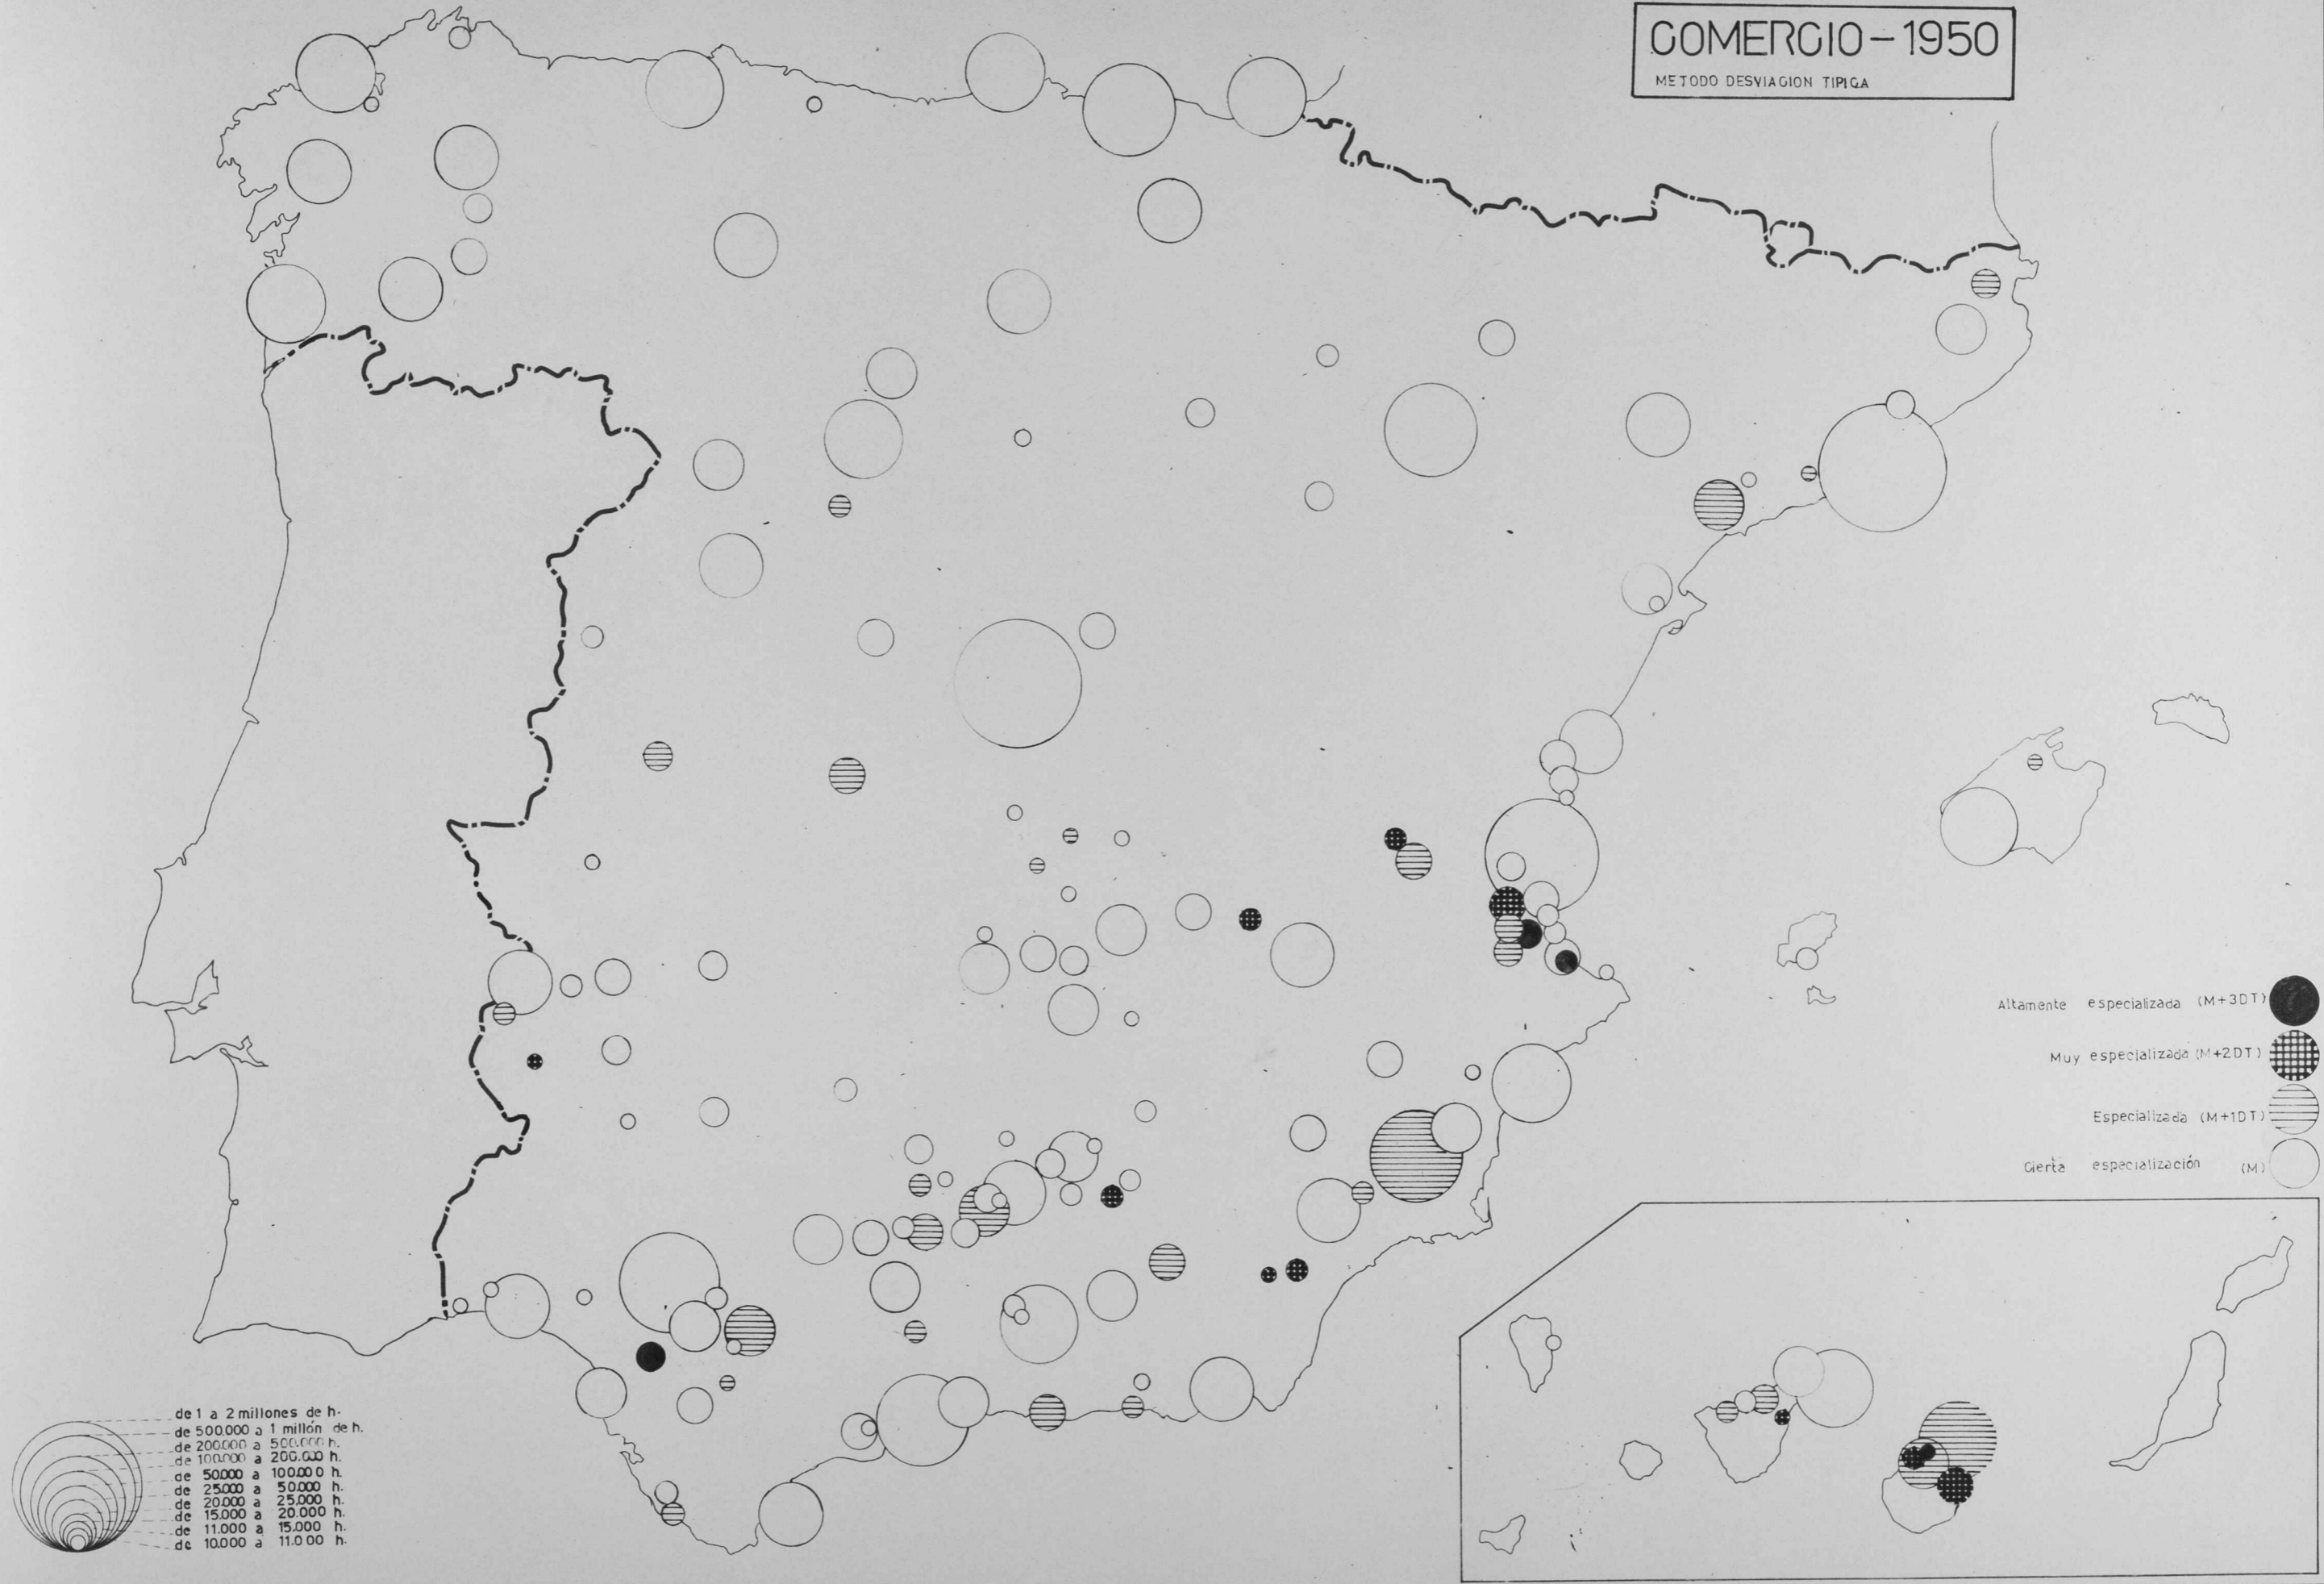 COMERCIO-1950
METODO DESVIACION TIPICA
Altamente especializada (M+3DT)
Muy especializada (M+2DT)
Especializada (M+1DT)
Cierta especialización (M)
de 1 a 2 millones de h.
de 500.000 a 1 millón de h.
de 200.000 a 500.000 h.
de 100.000 a 200.000 h.
de 50.000 a 100.000 h.
de 25.000 a 50.000 h.
de 20.000 a 25.000 h.
de 15.000 a 20.000 h.
de 11.000 a 15.000 h.
de 10.000 a 11.000 h.